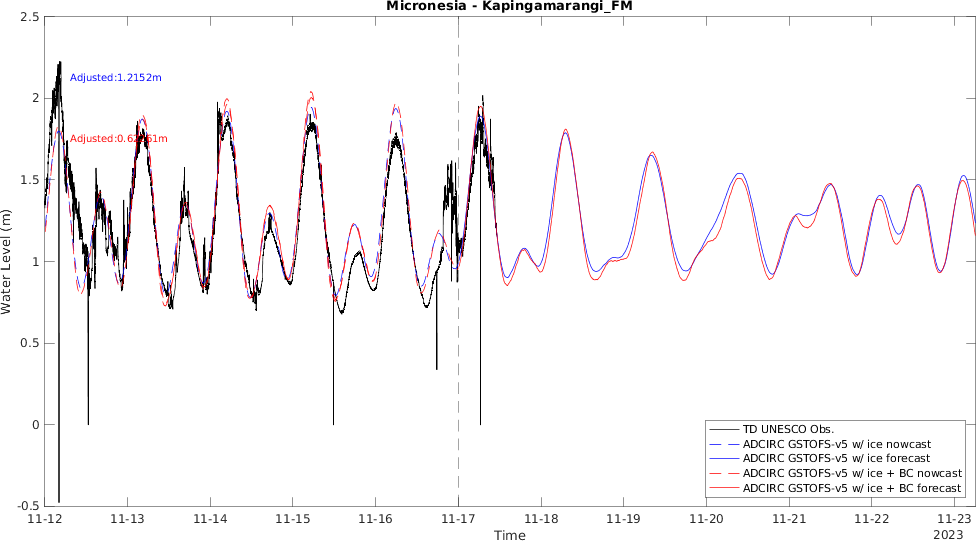 Micronesia - Kapingamarangi_FM
2.5
2
1.5
1
0.5
0
-0.5
Water Level (m)
Adjusted:1.2152m
TD UNESCO Obs.
ADCIRC GSTOFS-v5 w/ ice nowcast
ADCIRC GSTOFS-v5 w/ ice forecast
ADCIRC GSTOFS-v5 w/ ice + BC nowcast
ADCIRC GSTOFS-v5 w/ ice + BC forecast
11-12 11-13 11-14 11-15 11-16 11-17 11-18 11-19 11-20 11-21 11-22 11-23
Time
2023